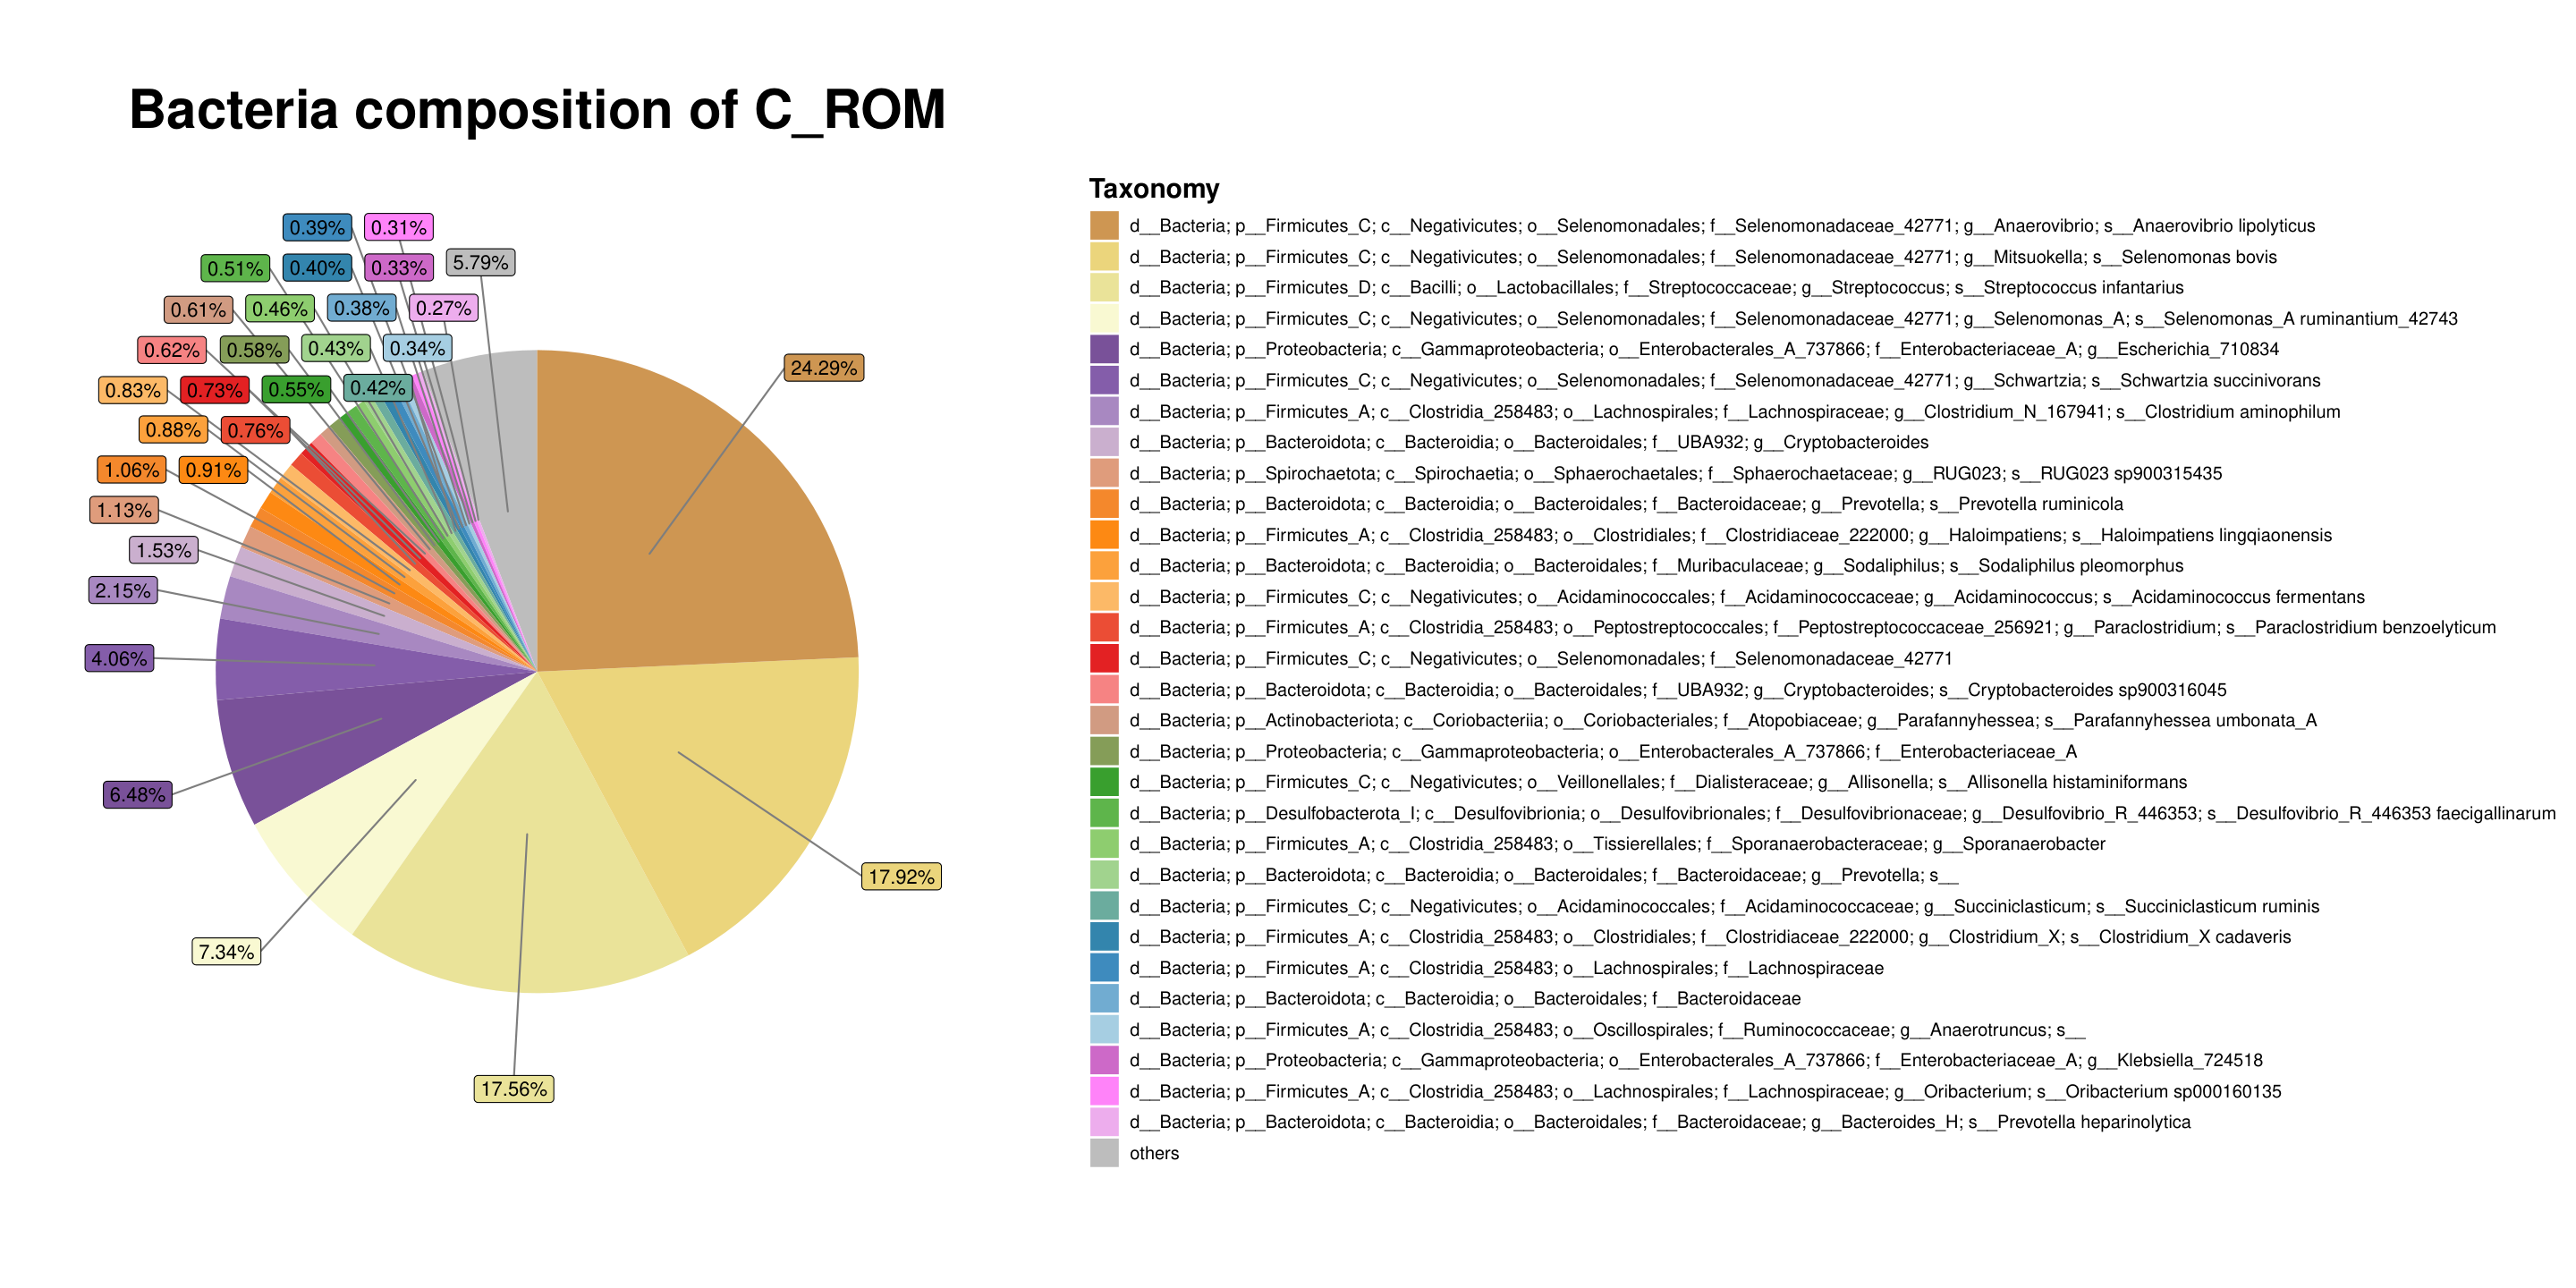 Bacteria composition of C_ROM
0.39%
0.31%
0.51%
0.40%
0.33%
5.79%
0.61%
0.46%
0.38%
0.27%
0.62%
0.58%
0.43%
0.34%
24.29%
0.83%
0.73%
0.55%
0.42%
0.88%
0.76%
1.06%
0.91%
1.13%
1.53%
2.15%
4.06%
6.48%
17.92%
7.34%
17.56%
Taxonomy
d__Bacteria; p__Firmicutes_C; c__Negativicutes; o__Selenomonadales; f__Selenomonadaceae_42771; g__Anaerovibrio; s__Anaerovibrio lipolyticus
d__Bacteria; p__Firmicutes_C; c__Negativicutes; o__Selenomonadales; f__Selenomonadaceae_42771; g__Mitsuokella; s__Selenomonas bovis
d__Bacteria; p__Firmicutes_D; c__Bacilli; o__Lactobacillales; f__Streptococcaceae; g__Streptococcus; s__Streptococcus infantarius
d__Bacteria; p__Firmicutes_C; c__Negativicutes; o__Selenomonadales; f__Selenomonadaceae_42771; g__Selenomonas_A; s__Selenomonas_A ruminantium_42743
d__Bacteria; p__Proteobacteria; c__Gammaproteobacteria; o__Enterobacterales_A_737866; f__Enterobacteriaceae_A; g__Escherichia_710834
d__Bacteria; p__Firmicutes_C; c__Negativicutes; o__Selenomonadales; f__Selenomonadaceae_42771; g__Schwartzia; s__Schwartzia succinivorans
d__Bacteria; p__Firmicutes_A; c__Clostridia_258483; o__Lachnospirales; f__Lachnospiraceae; g__Clostridium_N_167941; s__Clostridium aminophilum
d__Bacteria; p__Bacteroidota; c__Bacteroidia; o__Bacteroidales; f__UBA932; g__Cryptobacteroides
d__Bacteria; p__Spirochaetota; c__Spirochaetia; o__Sphaerochaetales; f__Sphaerochaetaceae; g__RUG023; s__RUG023 sp900315435
d__Bacteria; p__Bacteroidota; c__Bacteroidia; o__Bacteroidales; f__Bacteroidaceae; g__Prevotella; s__Prevotella ruminicola
d__Bacteria; p__Firmicutes_A; c__Clostridia_258483; o__Clostridiales; f__Clostridiaceae_222000; g__Haloimpatiens; s__Haloimpatiens lingqiaonensis
d__Bacteria; p__Bacteroidota; c__Bacteroidia; o__Bacteroidales; f__Muribaculaceae; g__Sodaliphilus; s__Sodaliphilus pleomorphus
d__Bacteria; p__Firmicutes_C; c__Negativicutes; o__Acidaminococcales; f__Acidaminococcaceae; g__Acidaminococcus; s__Acidaminococcus fermentans
d__Bacteria; p__Firmicutes_A; c__Clostridia_258483; o__Peptostreptococcales; f__Peptostreptococcaceae_256921; g__Paraclostridium; s__Paraclostridium benzoelyticum
d__Bacteria; p__Firmicutes_C; c__Negativicutes; o__Selenomonadales; f__Selenomonadaceae_42771
d__Bacteria; p__Bacteroidota; c__Bacteroidia; o__Bacteroidales; f__UBA932; g__Cryptobacteroides; s__Cryptobacteroides sp900316045
d__Bacteria; p__Actinobacteriota; c__Coriobacteriia; o__Coriobacteriales; f__Atopobiaceae; g__Parafannyhessea; s__Parafannyhessea umbonata_A
d__Bacteria; p__Proteobacteria; c__Gammaproteobacteria; o__Enterobacterales_A_737866; f__Enterobacteriaceae_A
d__Bacteria; p__Firmicutes_C; c__Negativicutes; o__Veillonellales; f__Dialisteraceae; g__Allisonella; s__Allisonella histaminiformans
d__Bacteria; p__Desulfobacterota_I; c__Desulfovibrionia; o__Desulfovibrionales; f__Desulfovibrionaceae; g__Desulfovibrio_R_446353; s__Desulfovibrio_R_446353 faecigallinarum
d__Bacteria; p__Firmicutes_A; c__Clostridia_258483; o__Tissierellales; f__Sporanaerobacteraceae; g__Sporanaerobacter
d__Bacteria; p__Bacteroidota; c__Bacteroidia; o__Bacteroidales; f__Bacteroidaceae; g__Prevotella; s__
d__Bacteria; p__Firmicutes_C; c__Negativicutes; o__Acidaminococcales; f__Acidaminococcaceae; g__Succiniclasticum; s__Succiniclasticum ruminis
d__Bacteria; p__Firmicutes_A; c__Clostridia_258483; o__Clostridiales; f__Clostridiaceae_222000; g__Clostridium_X; s__Clostridium_X cadaveris
d__Bacteria; p__Firmicutes_A; c__Clostridia_258483; o__Lachnospirales; f__Lachnospiraceae
d__Bacteria; p__Bacteroidota; c__Bacteroidia; o__Bacteroidales; f__Bacteroidaceae
d__Bacteria; p__Firmicutes_A; c__Clostridia_258483; o__Oscillospirales; f__Ruminococcaceae; g__Anaerotruncus; s__
d__Bacteria; p__Proteobacteria; c__Gammaproteobacteria; o__Enterobacterales_A_737866; f__Enterobacteriaceae_A; g__Klebsiella_724518
d__Bacteria; p__Firmicutes_A; c__Clostridia_258483; o__Lachnospirales; f__Lachnospiraceae; g__Oribacterium; s__Oribacterium sp000160135
d__Bacteria; p__Bacteroidota; c__Bacteroidia; o__Bacteroidales; f__Bacteroidaceae; g__Bacteroides_H; s__Prevotella heparinolytica
others